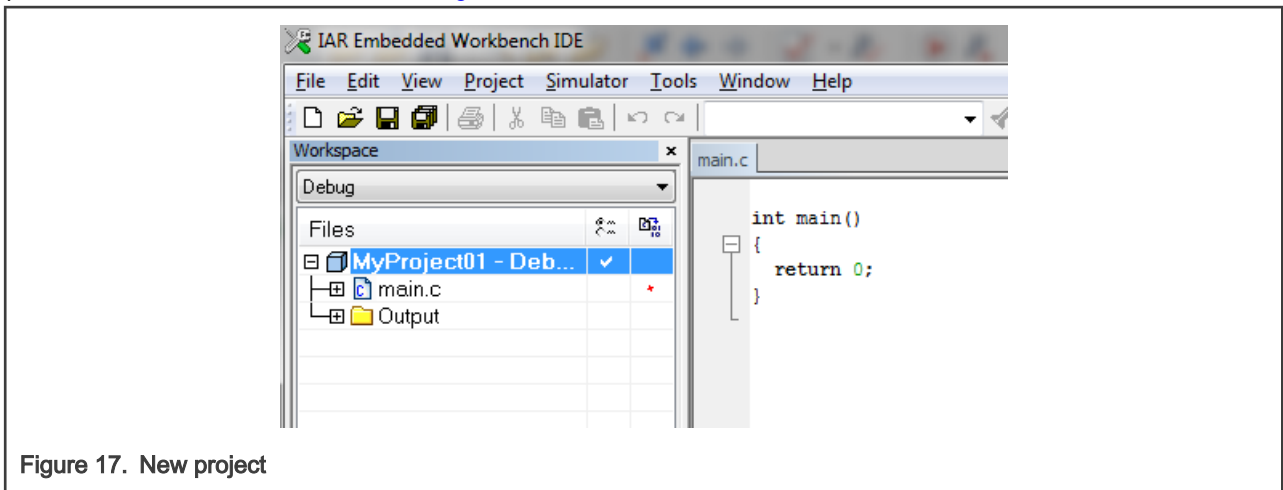 IAR Embedded Workbench IDE
File Edit View Project Simulator Tools Window Help
Workspace
x
main.c
Debug
Files
MyProject01 - Deb...
main.c
Output
int main()
{
return 0;
}
Figure 17. New project